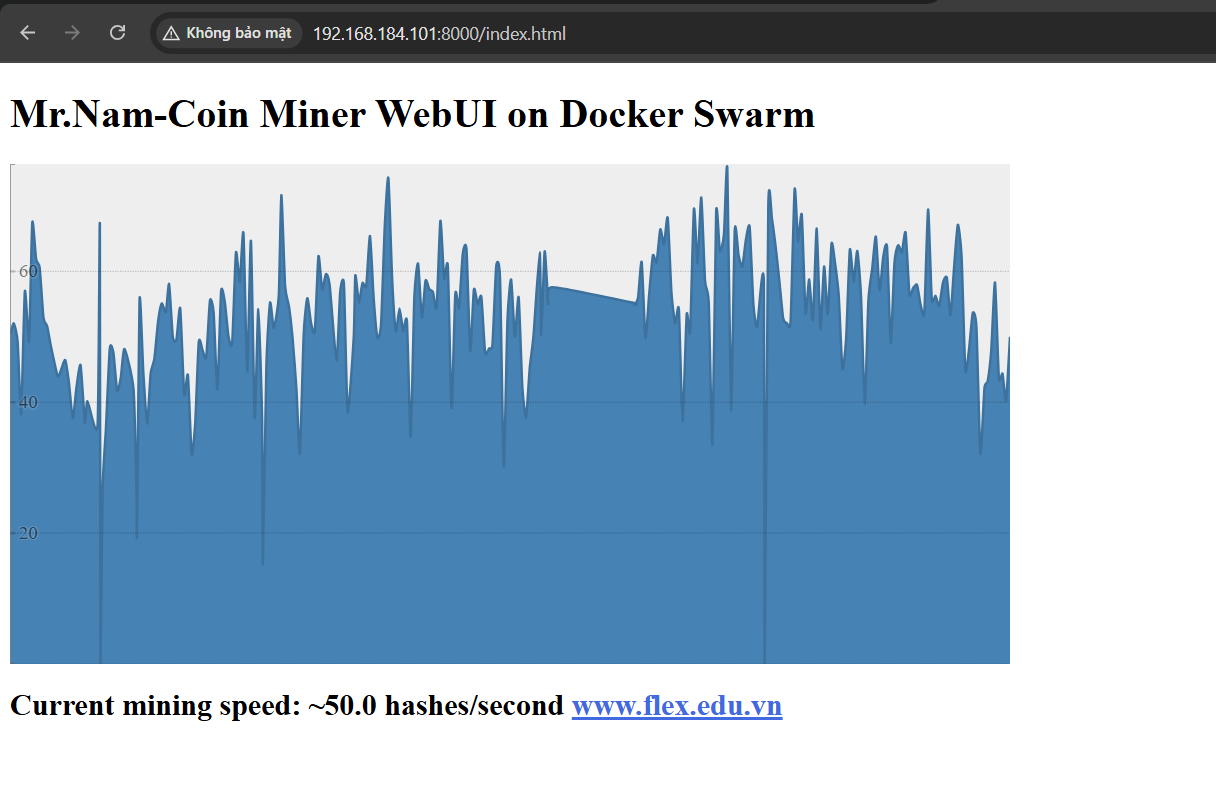 Không bảo mật 192.168.184.101:8000/index.html
Mr.Nam-Coin Miner WebUI on Docker Swarm
60
40
20
Current mining speed: ~50.0 hashes/second www.flex.edu.vn